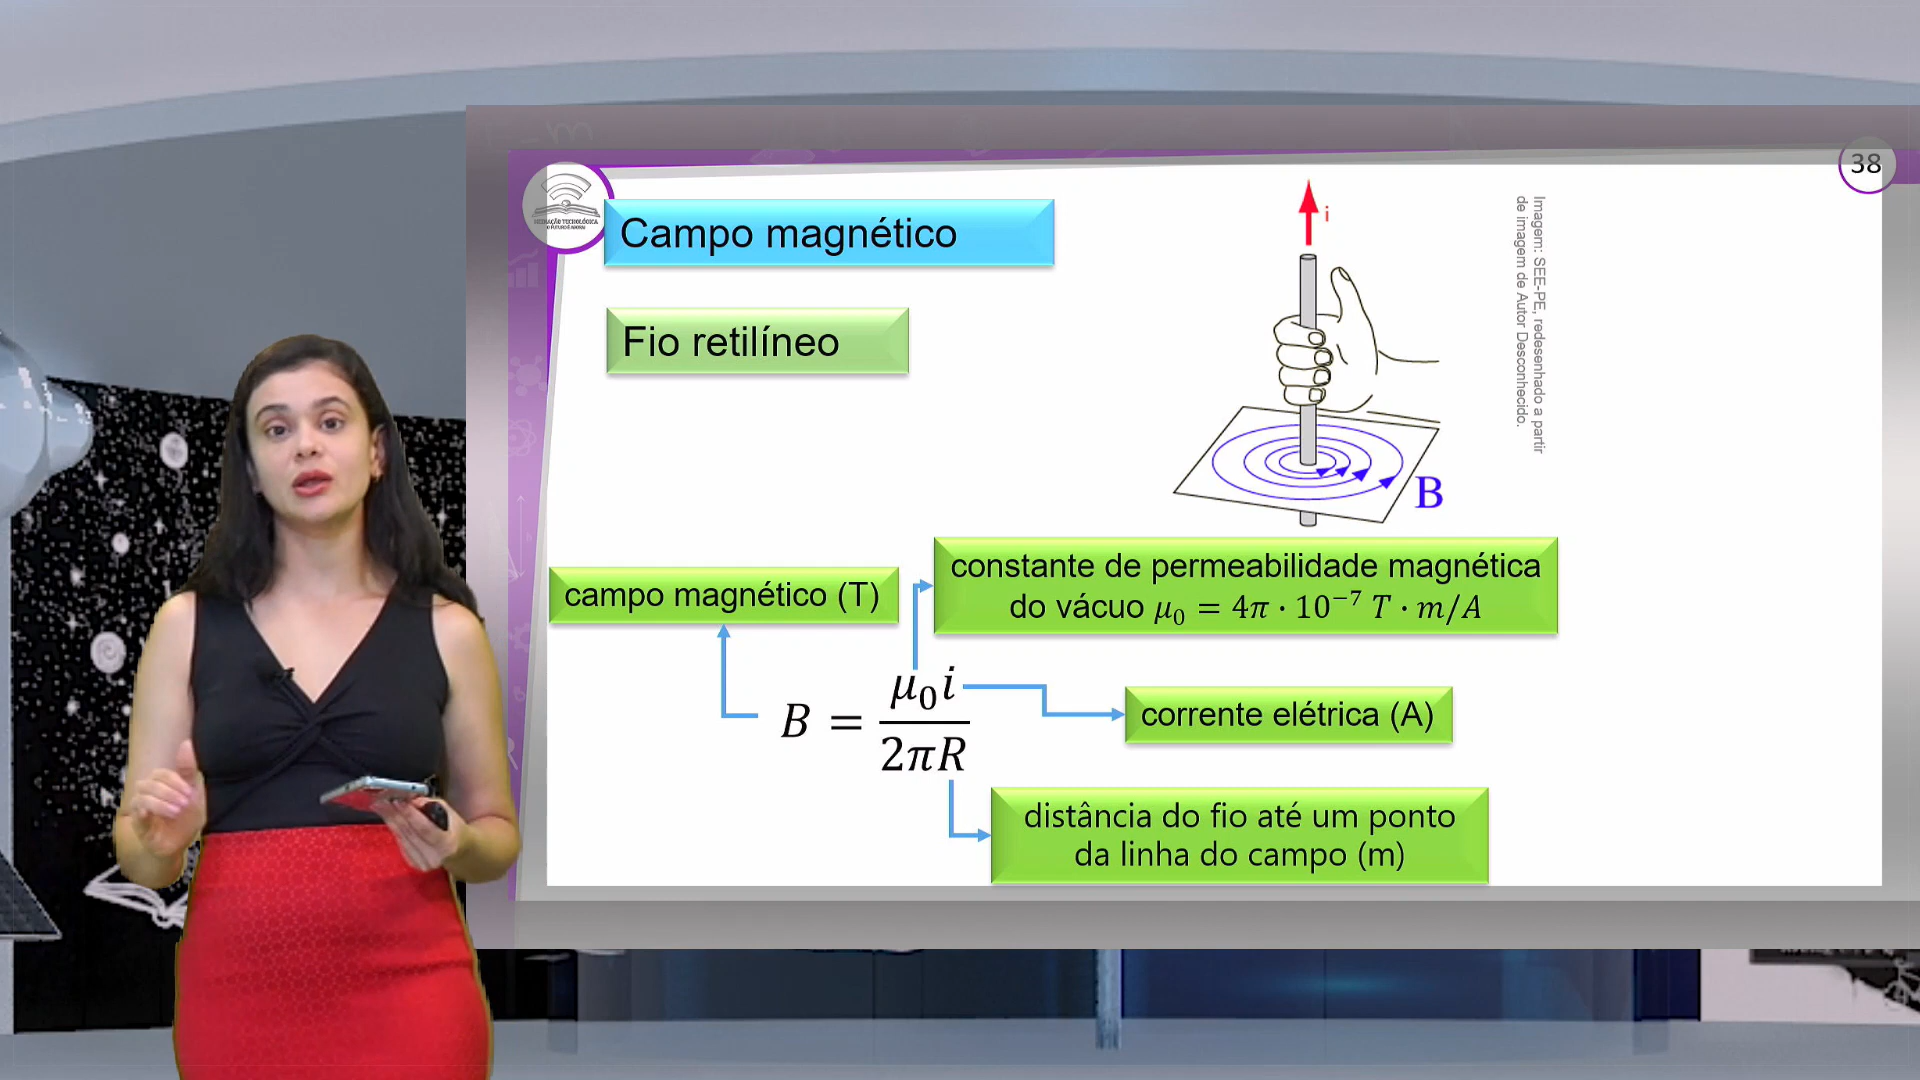 38
MEDIAÇÃO TECNOLÓGICA
Campo magnético
Fio retilíneo
i
B
Imagem: SEE-PE, redesenhado a partir
de imagem de Autor Desconhecido.
campo magnético (T)
constante de permeabilidade magnética
do vácuo μ₀ = 4π · 10⁻⁷ T · m/A
B = μ₀i / 2πR
corrente elétrica (A)
distância do fio até um ponto
da linha do campo (m)